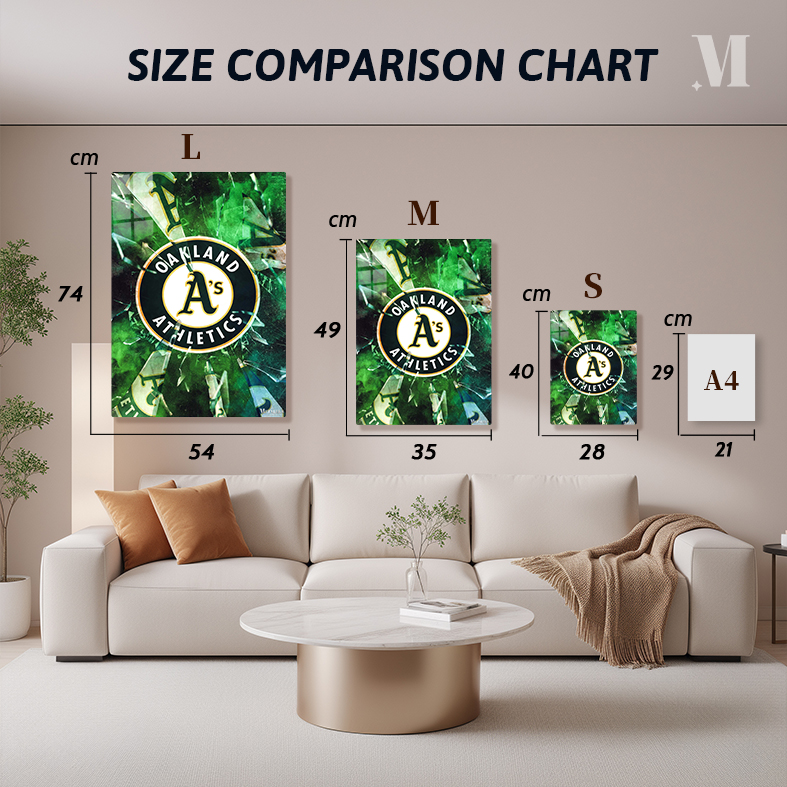 SIZE COMPARISON CHART
M
cm
L
74
54
OAKLAND
A's
ATHLETICS
cm
M
49
35
OAKLAND
A's
ATHLETICS
cm
S
40
28
OAKLAND
A's
ATHLETICS
cm
29
A4
21